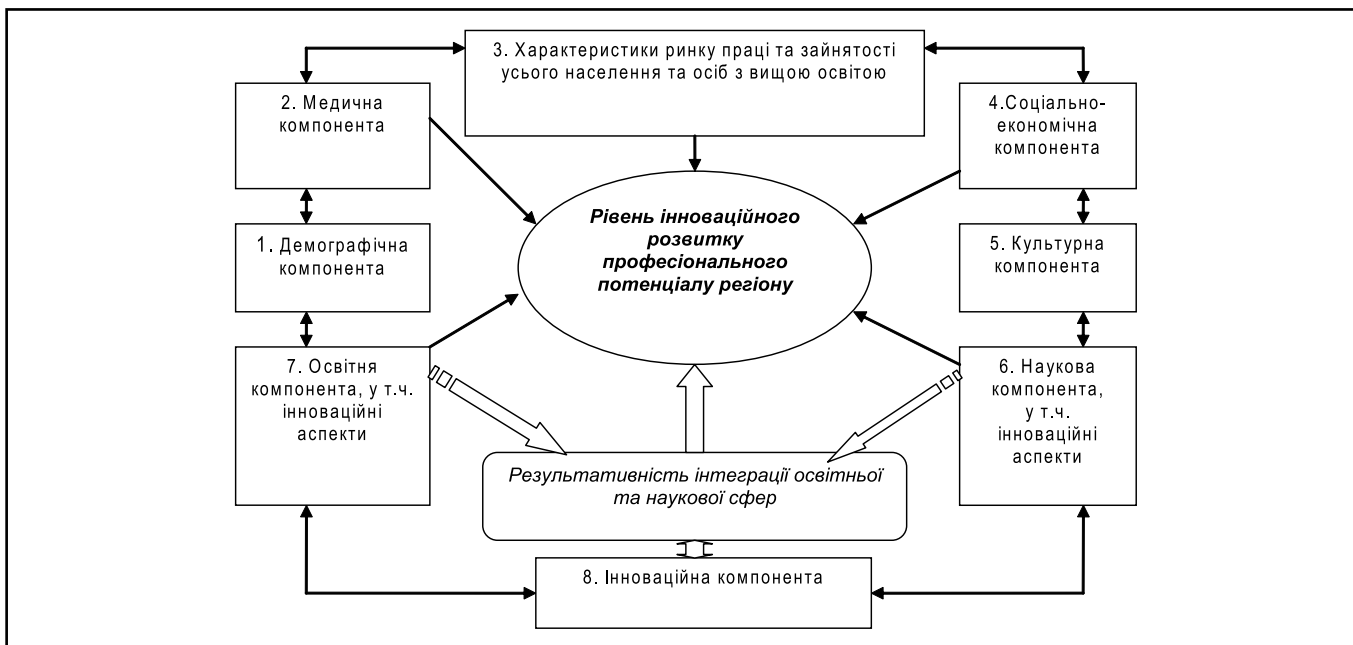 3. Характеристики ринку праці та зайнятості
усього населення та осіб з вищою освітою
2. Медична
компонента
4.Соціально-
економічна
компонента
Рівень інноваційного
розвитку
професіонального
потенціалу регіону
1. Демографічна
компонента
5. Культурна
компонента
7. Освітня
компонента, у т.ч.
інноваційні
аспекти
6. Наукова
компонента,
у т.ч.
інноваційні
аспекти
Результативність інтеграції освітньої
та наукової сфер
8. Інноваційна компонента